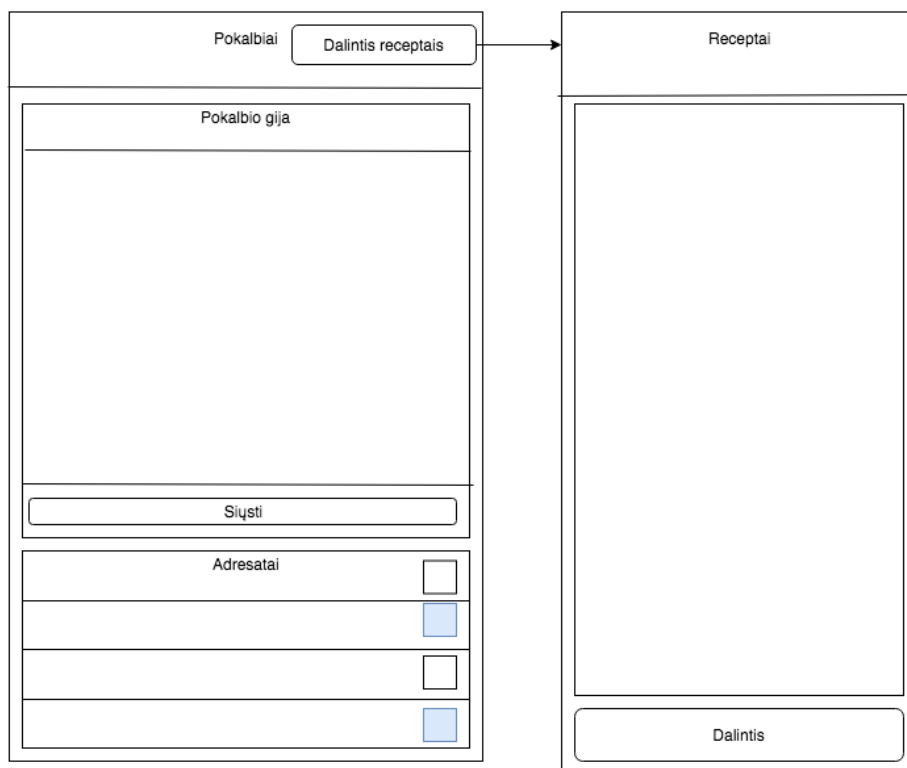 Pokalbiai
Dalintis receptais
Pokalbio gija
Siųsti
Adresatai
Receptai
Dalintis